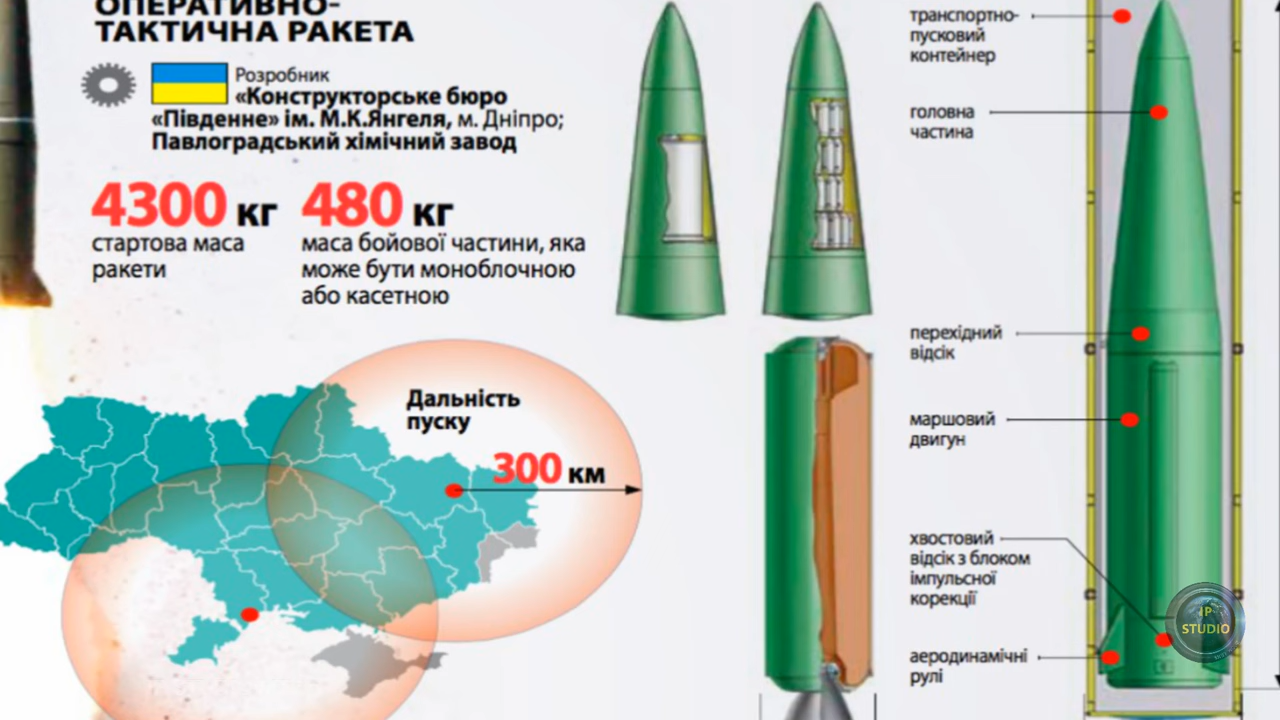 ОПЕРАТИВНО-
ТАКТИЧНА РАКЕТА
Розробник
«Конструкторське бюро
«Південне» ім. М.К.Янгеля, м. Дніпро;
Павлоградський хімічний завод
4300 кг
стартова маса
ракети
480 кг
маса бойової частини, яка
може бути моноблочною
або касетною
Дальність
пуску
300 км
транспортно-
пусковий
контейнер
головна
частина
перехідний
відсік
маршовий
двигун
хвостовий
відсік з блоком
імпульсної
корекції
аеродинамічні
рулі
IP
STUDIO